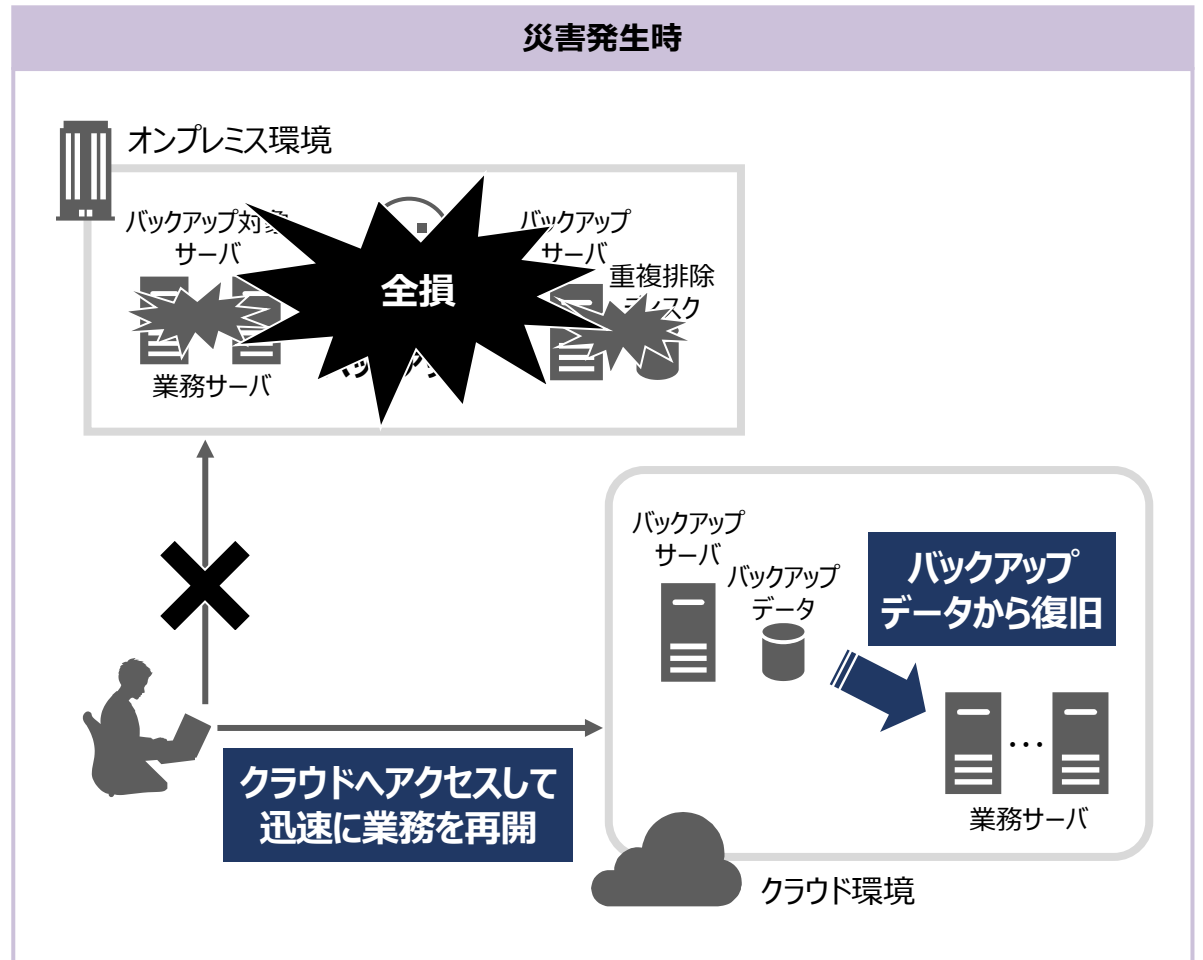 災害発生時
オンプレミス環境
バックアップ対象
サーバ
業務サーバ
全損
バックアップ
サーバ
重複排除
ディスク
バックアップ
サーバ
バックアップ
データ
バックアップ
データから復旧
…
業務サーバ
クラウドへアクセスして
迅速に業務を再開
クラウド環境